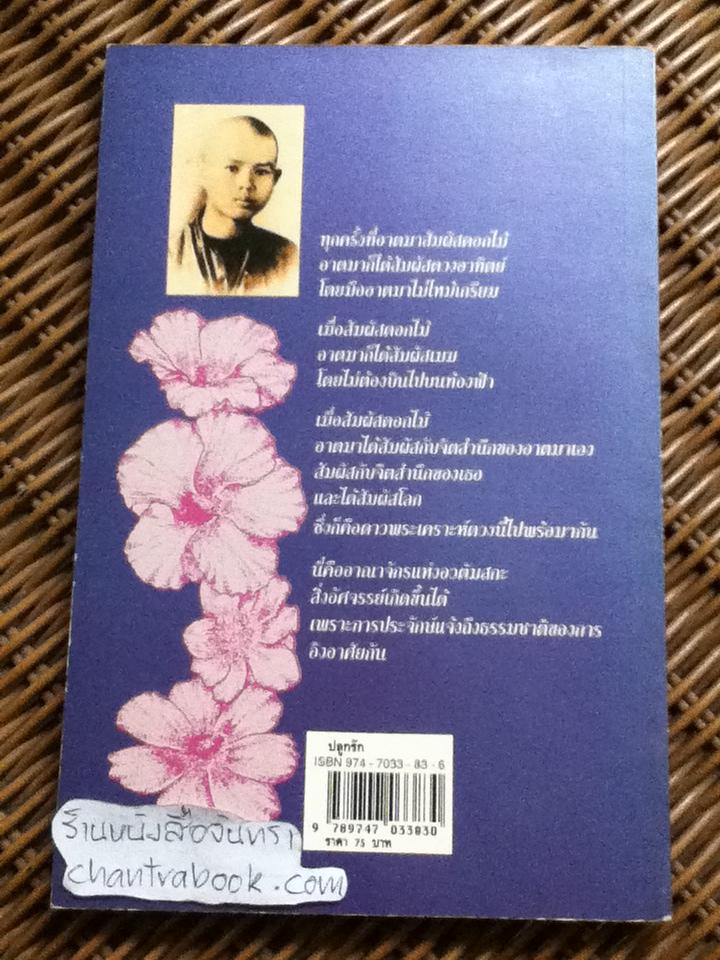 ทุกครั้งที่อาตมาสัมผัสดอกไม้
อาตมาก็ได้สัมผัสดวงอาทิตย์
โดยมืออาตมาไม่ไหม้เกรียม
เมื่อสัมผัสดอกไม้
อาตมาก็ได้สัมผัสเมฆ
โดยไม่ต้องบินไปบนท้องฟ้า
เมื่อสัมผัสดอกไม้
อาตมาได้สัมผัสกับจิตสำนึกของอาตมาเอง
สัมผัสกับจิตสำนึกของเธอ
และได้สัมผัสโลก
ซึ่งก็คือดาวพระเคราะห์ดวงนี้ไปพร้อมกัน
นี่คืออาณาจักรแห่งอวตัมสกะ
สิ่งอัศจรรย์เกิดขึ้นได้
เพราะการประจักษ์แจ้งถึงธรรมชาติของการ
อิงอาศัยกัน
ปลูกรัก
ISBN 974-7033-83-6
9 789747 033830
ราคา 75 บาท
ร้านหนังสือจันทรา
chantrabook.com